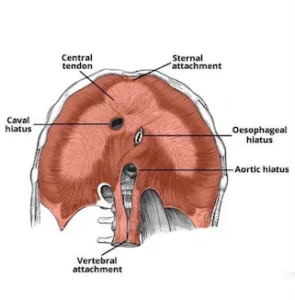 Central
tendon
Sternal
attachment
Caval
hiatus
Oesophageal
hiatus
Aortic hiatus
Vertebral
attachment